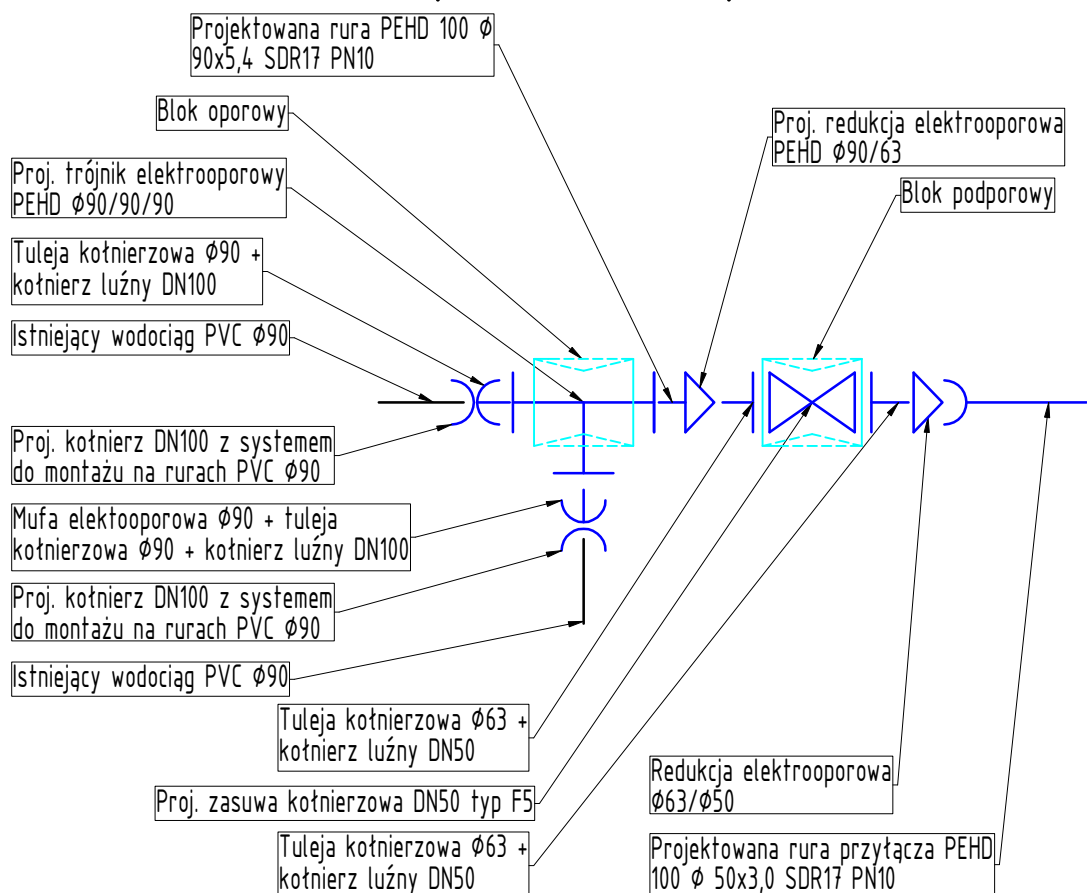 Projektowana rura PEHD 100 Ø
90x5,4 SDR17 PN10
Blok oporowy
Proj. redukcja elektrooporowa
PEHD Ø90/63
Proj. trójnik elektrooporowy
PEHD Ø90/90/90
Blok podporowy
Tuleja kołnierzowa Ø90 +
kołnierz luźny DN100
Istniejący wodociąg PVC Ø90
Proj. kołnierz DN100 z systemem
do montażu na rurach PVC Ø90
Mufa elektooporowa Ø90 + tuleja
kołnierzowa Ø90 + kołnierz luźny DN100
Proj. kołnierz DN100 z systemem
do montażu na rurach PVC Ø90
Istniejący wodociąg PVC Ø90
Tuleja kołnierzowa Ø63 +
kołnierz luźny DN50
Proj. zasuwa kołnierzowa DN50 typ F5
Tuleja kołnierzowa Ø63 +
kołnierz luźny DN50
Redukcja elektrooporowa
Ø63/Ø50
Projektowana rura przyłącza PEHD
100 Ø 50x3,0 SDR17 PN10